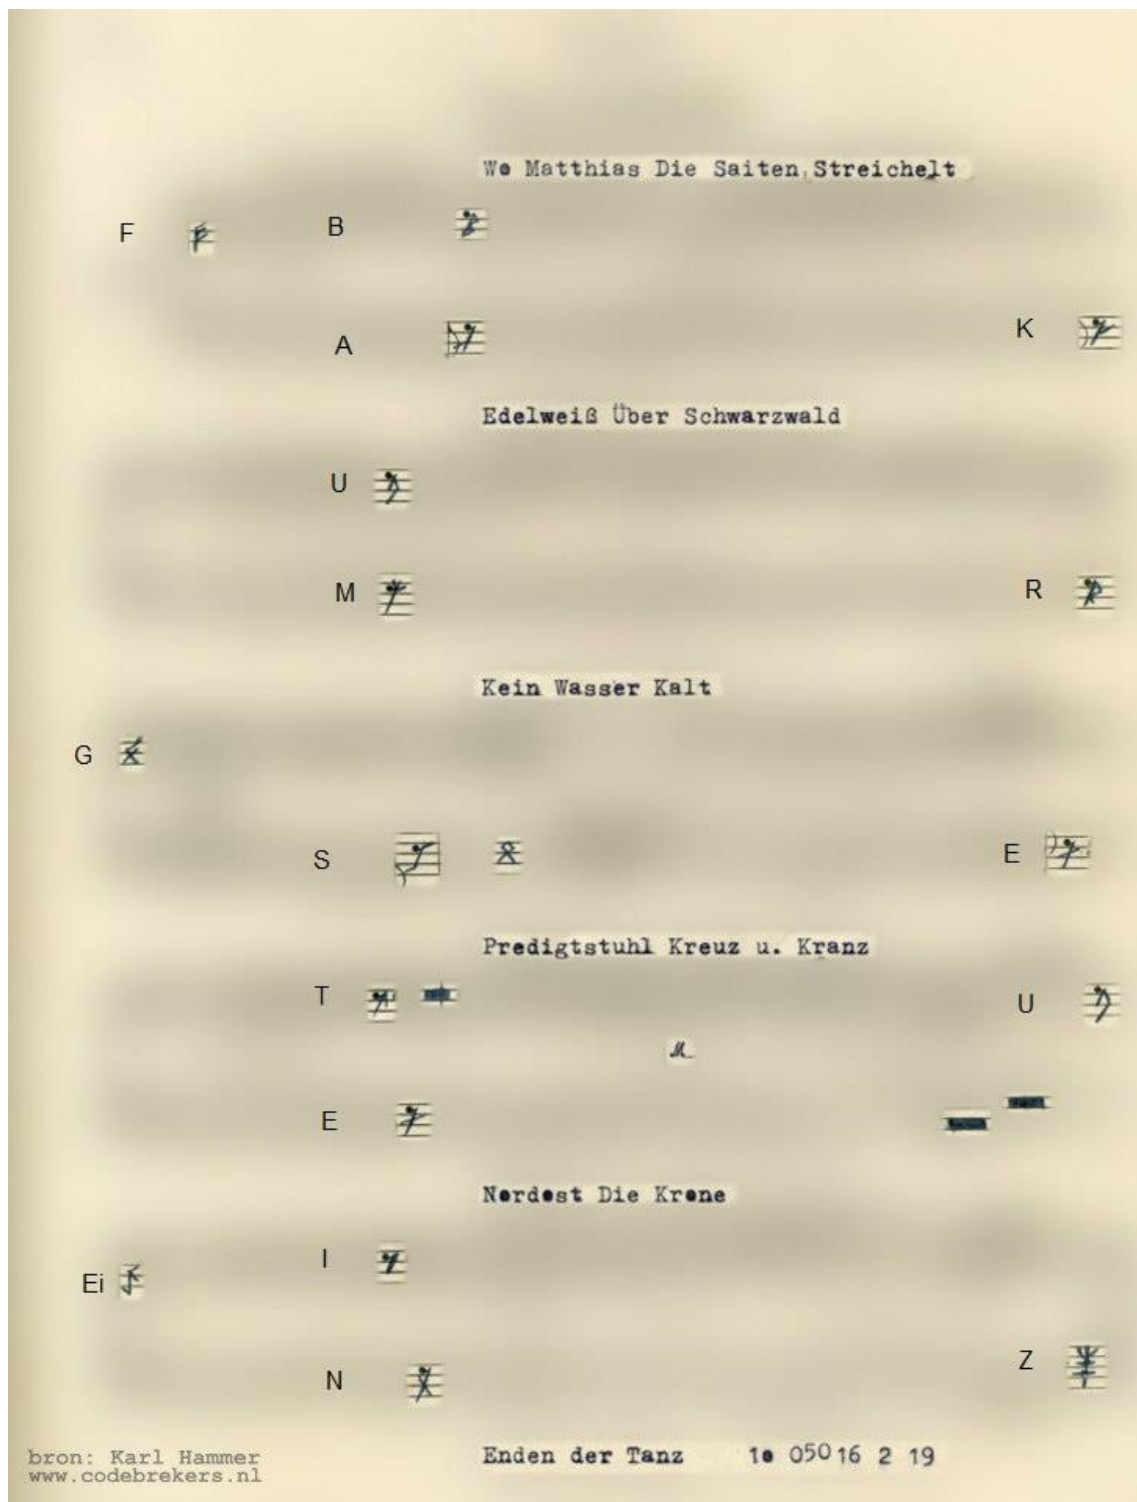 Wo Matthias Die Saiten Streichelt
F B
A K
Edelweiß Über Schwarzwald
U
M R
Kein Wasser Kalt
G
S E
Predigtstuhl Kreuz u. Kranz
T U
E
Nordost Die Krone
Ei I
N Z
Enden der Tanz 1o 050 16 2 19
bron: Karl Hammer
www.codebrekers.nl